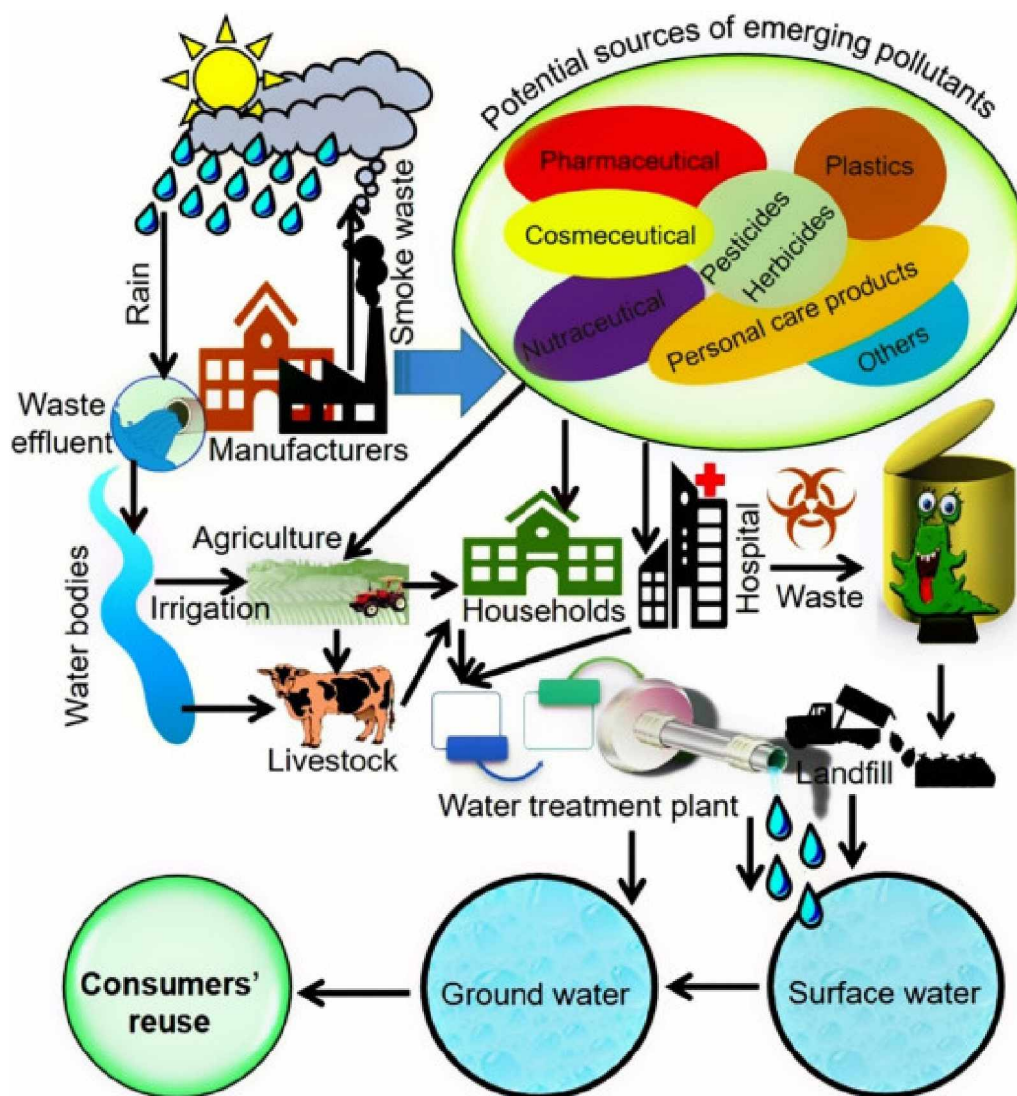 Potential sources of emerging pollutants
Pharmaceutical
Plastics
Cosmeceutical
Pesticides
Herbicides
Nutraceutical
Personal care products
Others
Rain
Smoke waste
Waste
effluent
Manufacturers
Water bodies
Agriculture
Irrigation
Households
Hospital
Waste
Livestock
Water treatment plant
Landfill
Consumers’
reuse
Ground water
Surface water